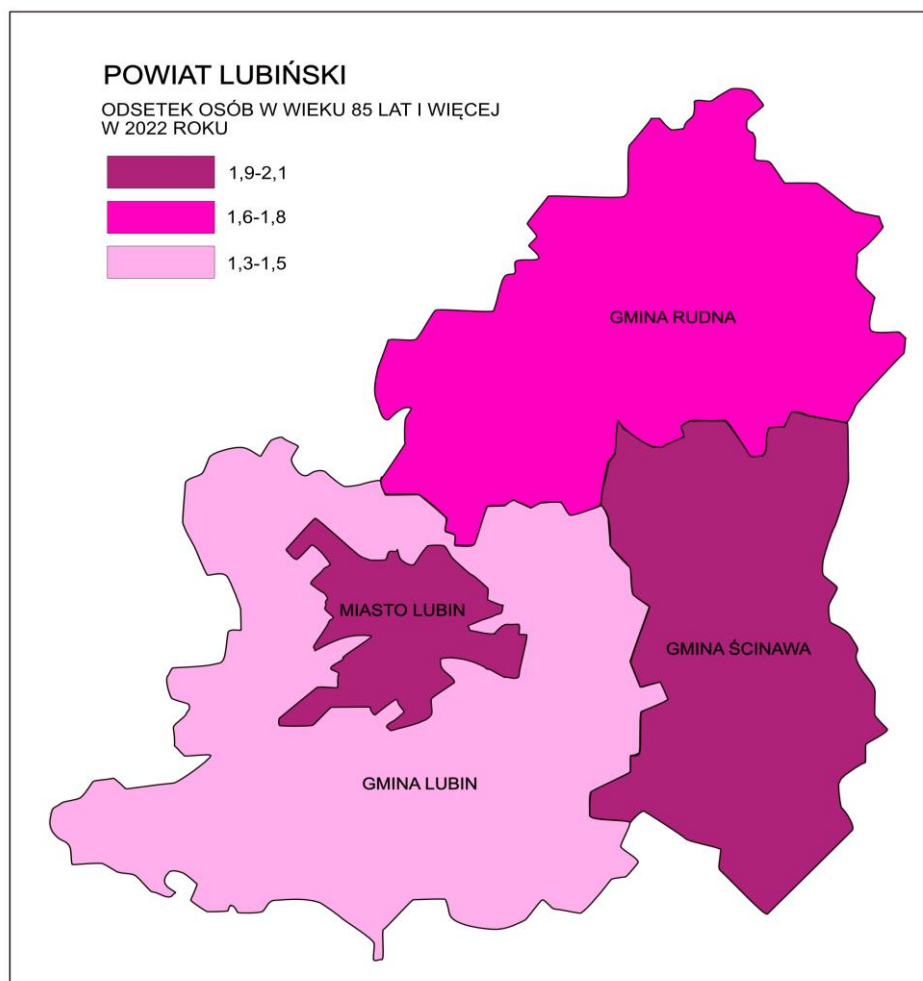 POWIAT LUBIŃSKI
ODSETEK OSÓB W WIEKU 85 LAT I WIĘCEJ
W 2022 ROKU
1,9-2,1
1,6-1,8
1,3-1,5
GMINA RUDNA
MIASTO LUBIN
GMINA ŚCINAWA
GMINA LUBIN